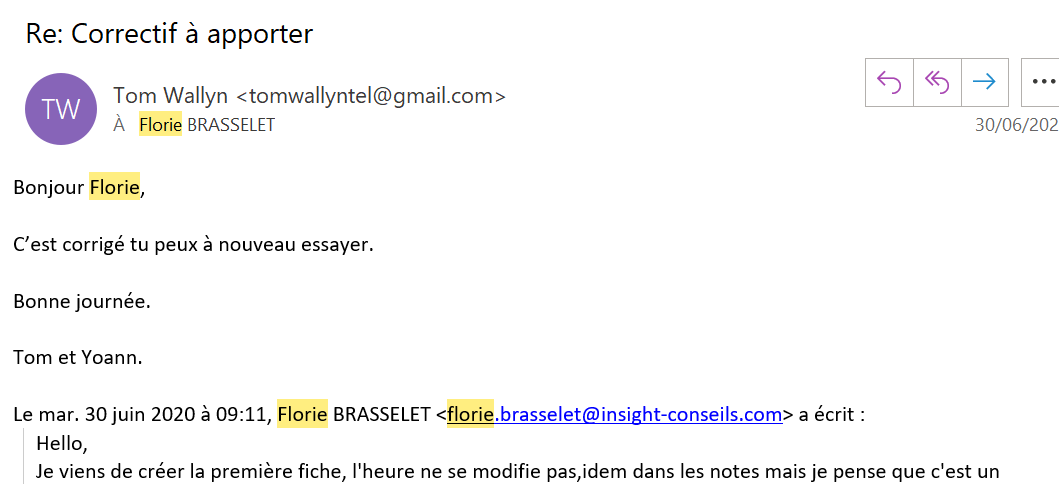 Re: Correctif à apporter
TW
Tom Wallyn <tomwallyntel@gmail.com>
À Florie BRASSELET
30/06/202
Bonjour Florie,
C’est corrigé tu peux à nouveau essayer.
Bonne journée.
Tom et Yoann.
Le mar. 30 juin 2020 à 09:11, Florie BRASSELET <florie.brasselet@insight-conseils.com> a écrit :
Hello,
Je viens de créer la première fiche, l'heure ne se modifie pas,idem dans les notes mais je pense que c'est un